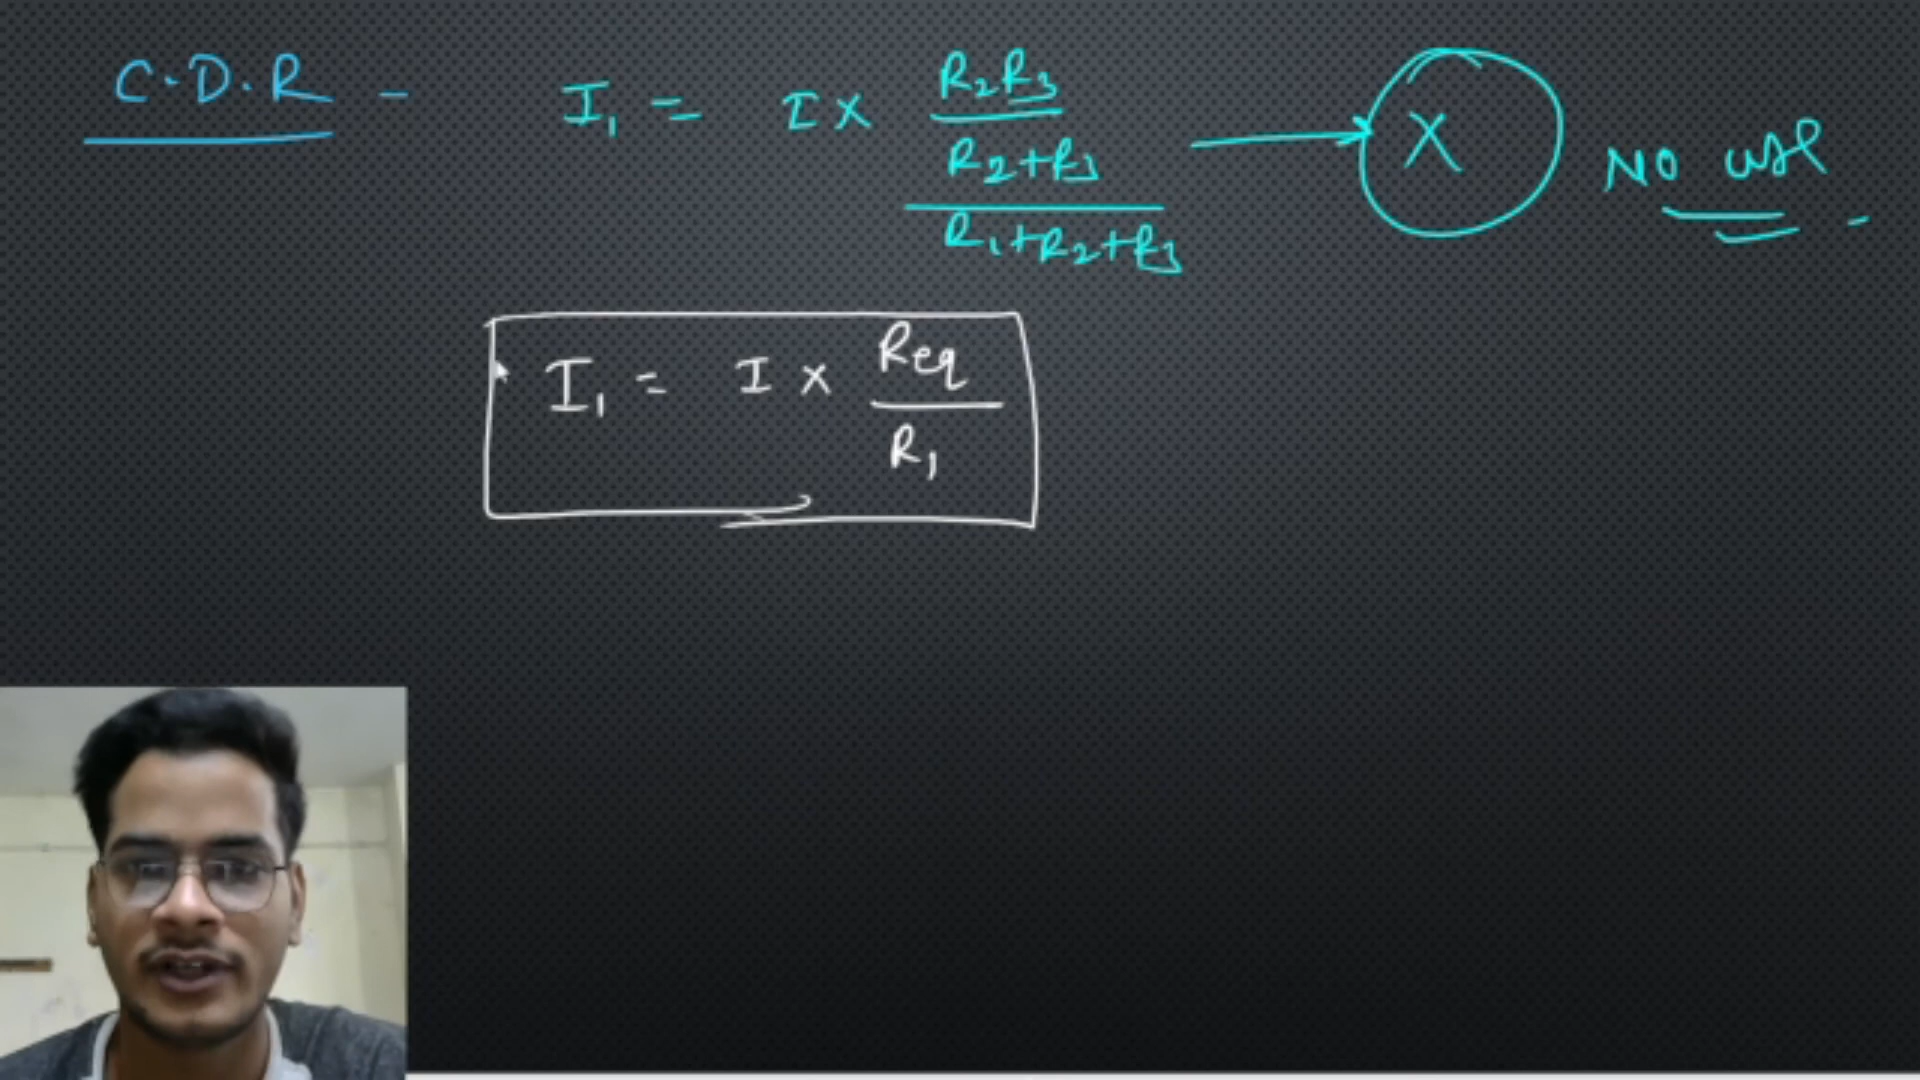 C.D.R -
I₁ = I × R₂R₃
R₂+R₃
R₁+R₂+R₃
X
NO use
I₁ = I × Req
R₁